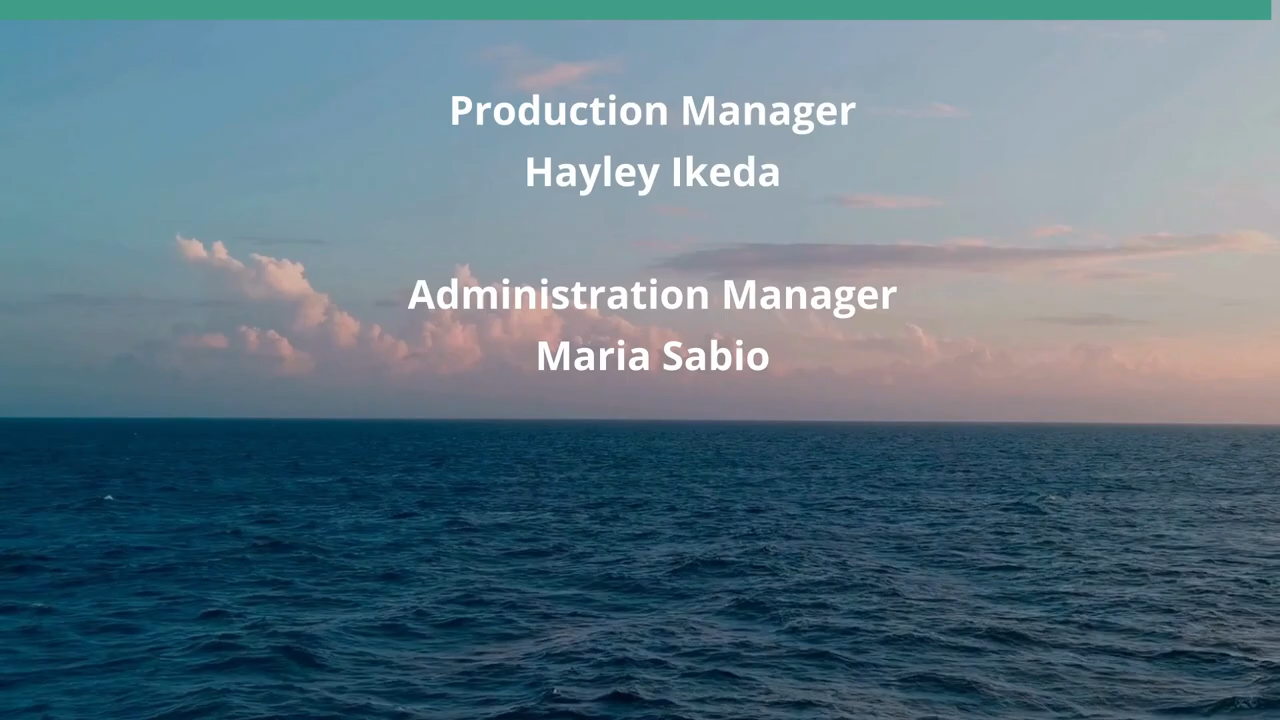 Production Manager
Hayley Ikeda
Administration Manager
Maria Sabio